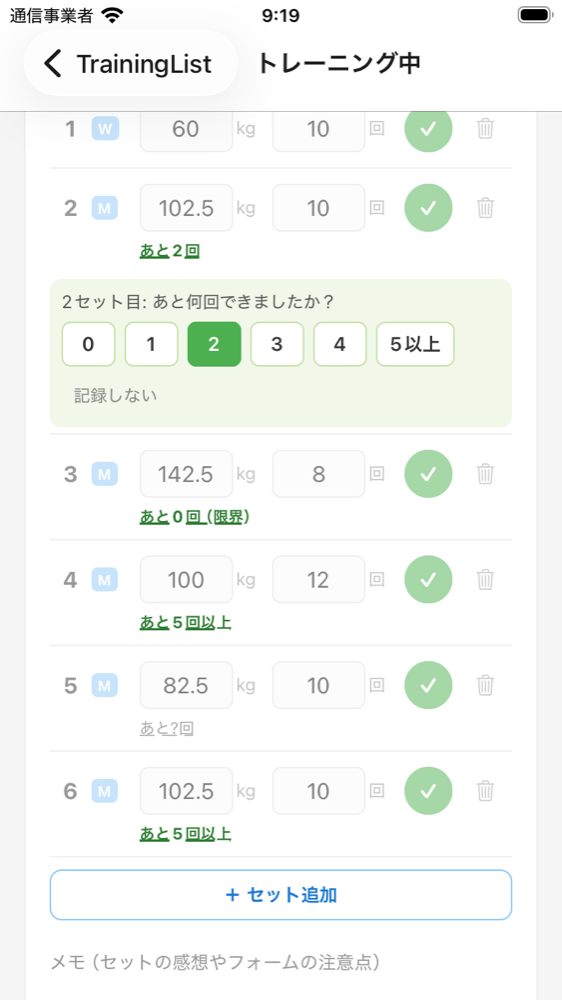 通信事業者 9:19
TrainingList トレーニング中
1 W 60 kg 10 回
2 M 102.5 kg 10 回
あと2回
2セット目: あと何回できましたか？
0 1 2 3 4 5以上
記録しない
3 M 142.5 kg 8 回
あと0回（限界）
4 M 100 kg 12 回
あと5回以上
5 M 82.5 kg 10 回
あと?回
6 M 102.5 kg 10 回
あと5回以上
+ セット追加
メモ（セットの感想やフォームの注意点）